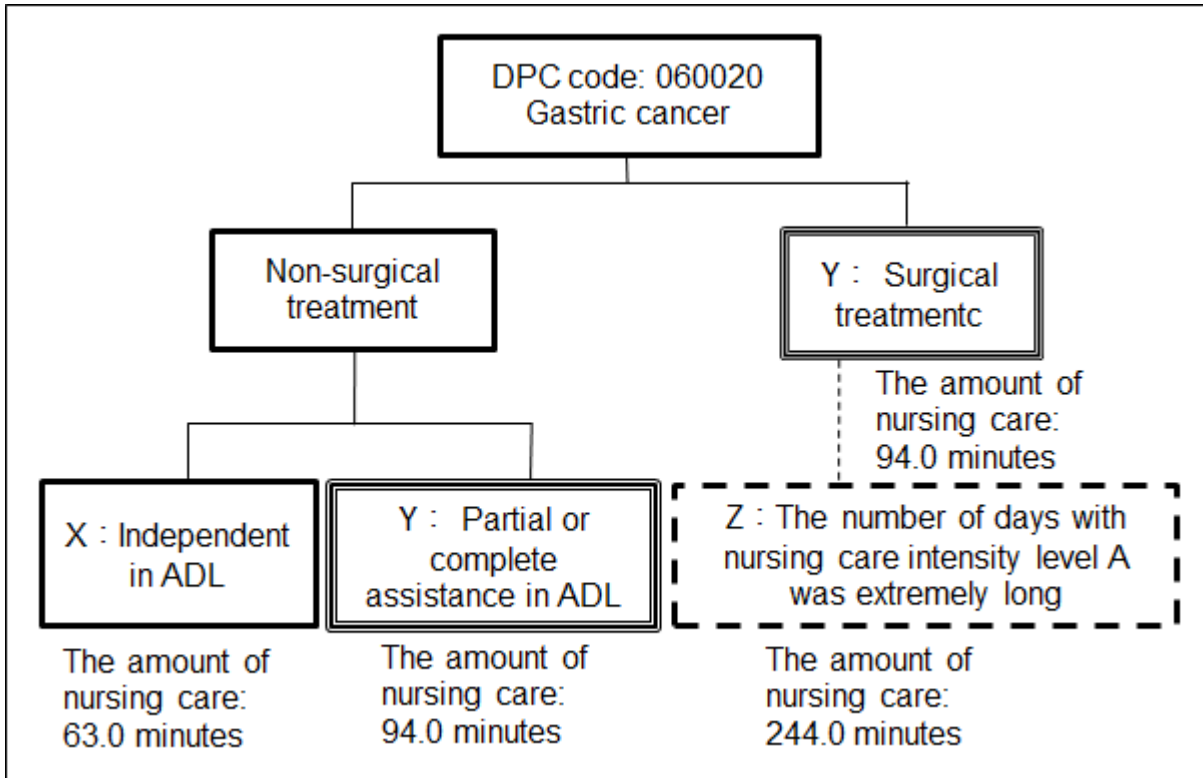 DPC code: 060020
Gastric cancer
Non-surgical
treatment
Y： Surgical
treatmentc
The amount of
nursing care:
94.0 minutes
X：Independent
in ADL
Y： Partial or
complete
assistance in ADL
Z：The number of days with
nursing care intensity level A
was extremely long
The amount of
nursing care:
63.0 minutes
The amount of
nursing care:
94.0 minutes
The amount of
nursing care:
244.0 minutes